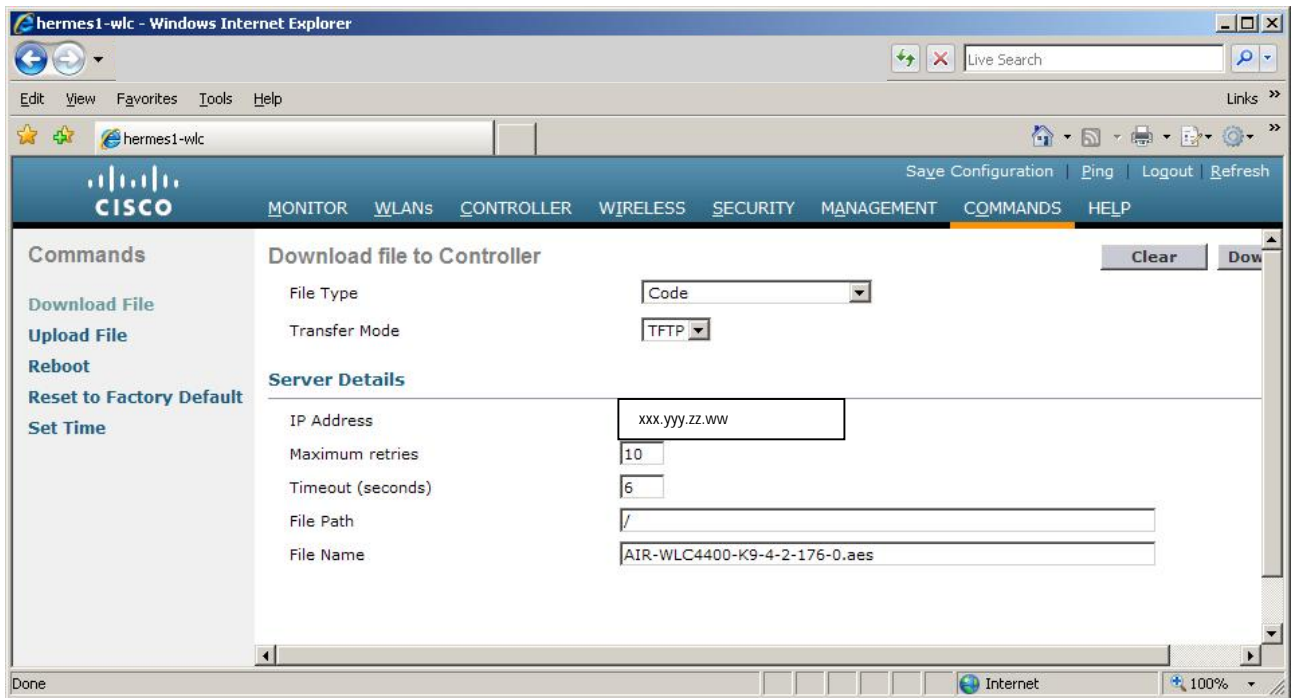 hermes1-wlc - Windows Internet Explorer
Live Search
Edit View Favorites Tools Help Links »
hermes1-wlc »
Save Configuration | Ping | Logout | Refresh
CISCO MONITOR WLANs CONTROLLER WIRELESS SECURITY MANAGEMENT COMMANDS HELP
Commands
Download File
Upload File
Reboot
Reset to Factory Default
Set Time
Download file to Controller Clear Dow
File Type Code
Transfer Mode TFTP
Server Details
IP Address xxx.yyy.zz.ww
Maximum retries 10
Timeout (seconds) 6
File Path /
File Name AIR-WLC4400-K9-4-2-176-0.aes
Done Internet 100%